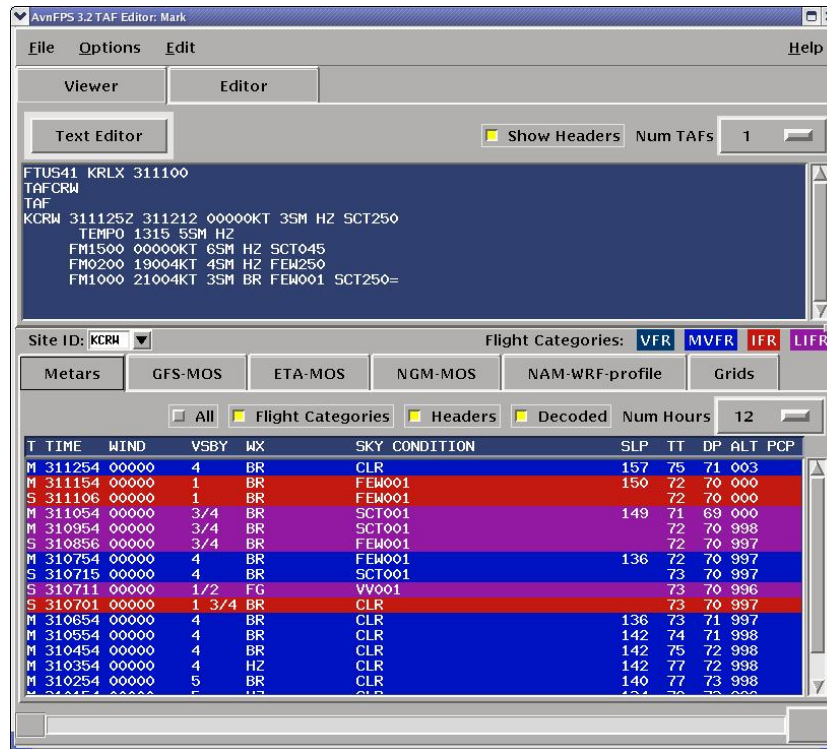 AvnFPS 3.2 TAF Editor: Mark
File Options Edit Help
Viewer Editor
Text Editor Show Headers Num TAFs 1
FTUS41 KRLX 311100
TAFCRW
TAF
KCRW 311125Z 311212 00000KT 3SM HZ SCT250
TEMPO 1315 5SM HZ
FM1500 00000KT 6SM HZ SCT045
FM0200 19004KT 4SM HZ FEW250
FM1000 21004KT 3SM BR FEW001 SCT250=
Site ID: KCRW Flight Categories: VFR MVFR IFR LIFR
Metars GFS-MOS ETA-MOS NGM-MOS NAM-WRF-profile Grids
All Flight Categories Headers Decoded Num Hours 12
T TIME WIND VSBY WX SKY CONDITION SLP TT DP ALT PCP
M 311254 00000 4 BR CLR 157 75 71 003
M 311154 00000 1 BR FEW001 150 72 70 000
S 311106 00000 1 BR FEW001 72 70 000
M 311054 00000 3/4 BR SCT001 149 71 69 000
M 310954 00000 3/4 BR SCT001 72 70 998
S 310856 00000 3/4 BR FEW001 72 70 997
M 310754 00000 4 BR FEW001 136 72 70 997
S 310715 00000 4 BR SCT001 73 70 997
S 310711 00000 1/2 FG VV001 73 70 996
S 310701 00000 1 3/4 BR CLR 73 70 997
M 310654 00000 4 BR CLR 136 73 71 997
M 310554 00000 4 BR CLR 142 74 71 998
M 310454 00000 4 BR CLR 142 75 72 998
M 310354 00000 4 HZ CLR 142 77 72 998
M 310254 00000 5 BR CLR 140 77 73 998